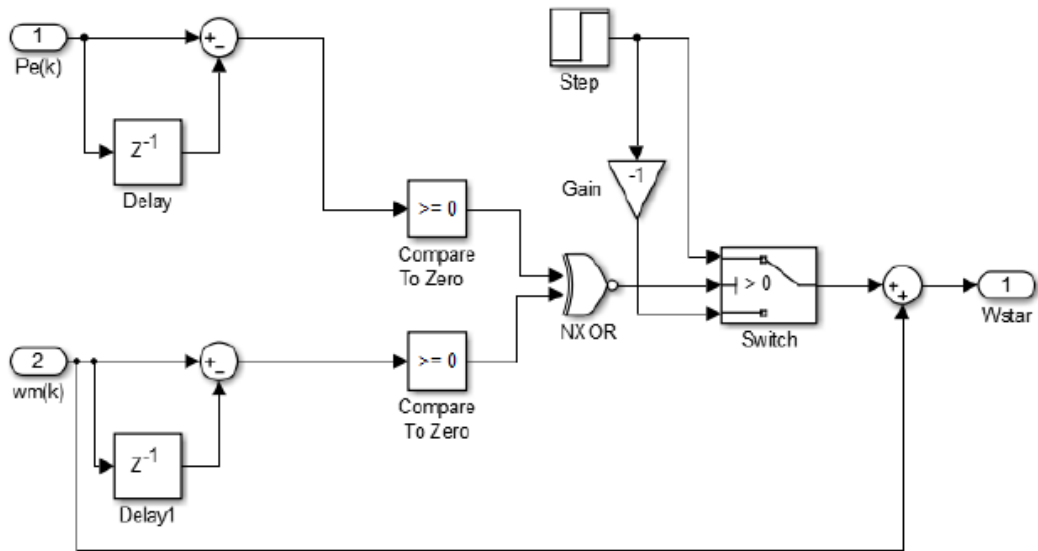 1
Pe(k)
+
-
Z-1
Delay
Step
-1
Gain
>= 0
Compare
To Zero
NXOR
> 0
Switch
+
+
1
Wstar
2
wm(k)
+
-
>= 0
Compare
To Zero
Z-1
Delay1